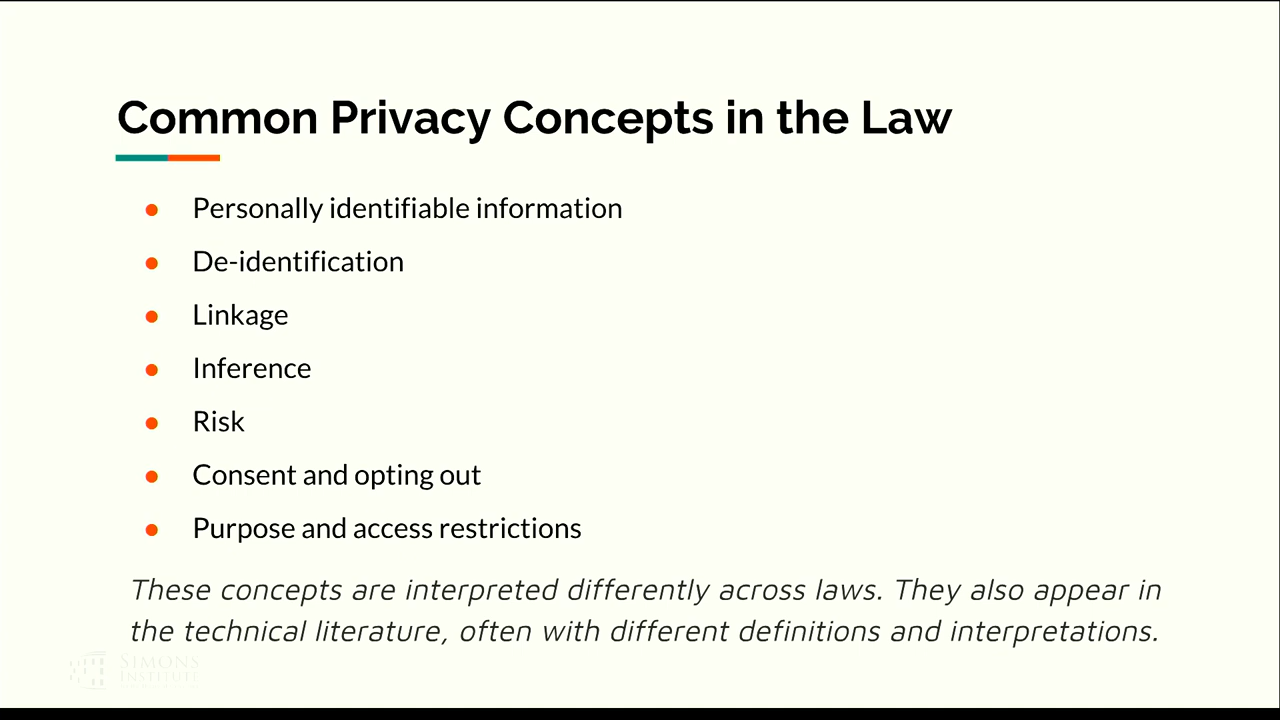 Common Privacy Concepts in the Law
● Personally identifiable information
● De-identification
● Linkage
● Inference
● Risk
● Consent and opting out
● Purpose and access restrictions
These concepts are interpreted differently across laws. They also appear in
the technical literature, often with different definitions and interpretations.
SIMONS
INSTITUTE